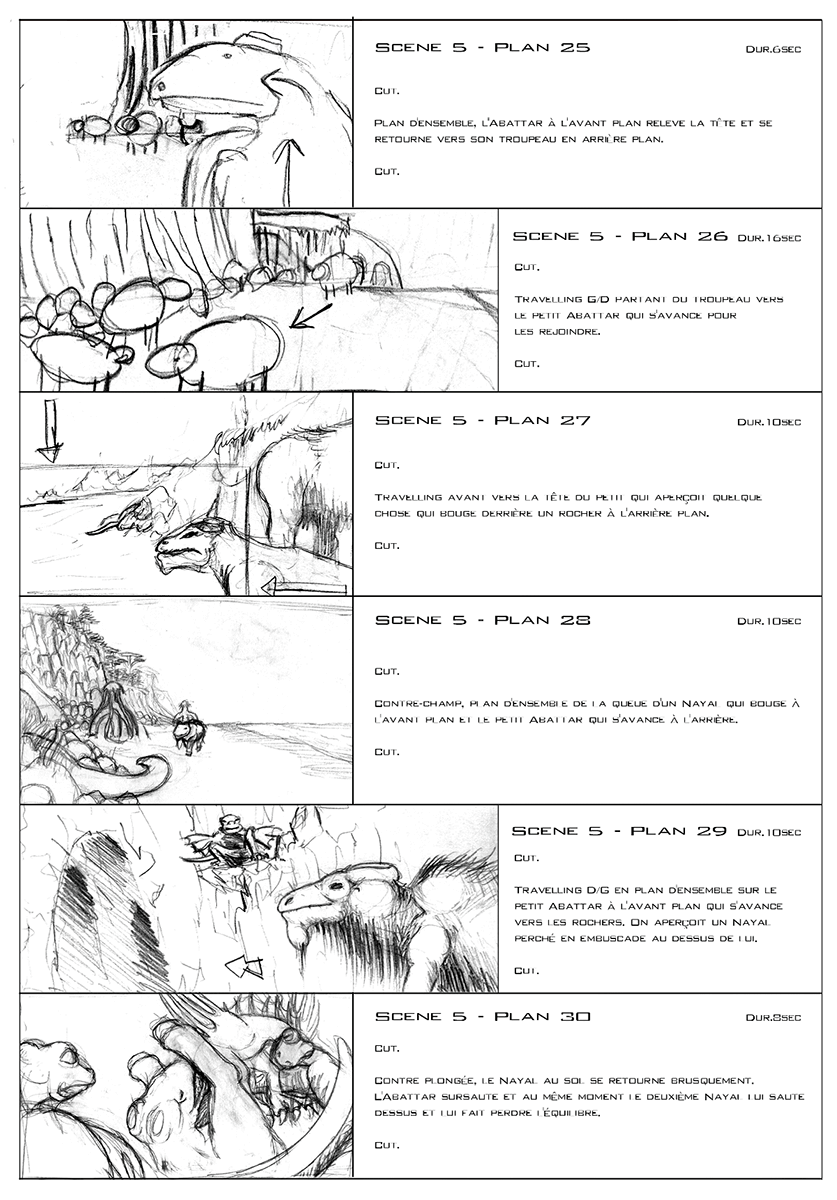 SCENE 5 - PLAN 25 DUR.6SEC
CUT.
PLAN D'ENSEMBLE, L'ABATTAR À L'AVANT PLAN RELEVE LA TÊTE ET SE
RETOURNE VERS SON TROUPEAU EN ARRIÈRE PLAN.
CUT.
SCENE 5 - PLAN 26 DUR.16SEC
CUT.
TRAVELLING G/D PARTANT DU TROUPEAU VERS
LE PETIT ABATTAR QUI S'AVANCE POUR
LES REJOINDRE.
CUT.
SCENE 5 - PLAN 27 DUR.10SEC
CUT.
TRAVELLING AVANT VERS LA TÊTE DU PETIT QUI APERÇOIT QUELQUE
CHOSE QUI BOUGE DERRIÈRE UN ROCHER À L'ARRIÈRE PLAN.
CUT.
SCENE 5 - PLAN 28 DUR.10SEC
CUT.
CONTRE-CHAMP, PLAN D'ENSEMBLE DE LA QUEUE D'UN NAYAL QUI BOUGE À
L'AVANT PLAN ET LE PETIT ABATTAR QUI S'AVANCE À L'ARRIÈRE.
CUT.
SCENE 5 - PLAN 29 DUR.10SEC
CUT.
TRAVELLING D/G EN PLAN D'ENSEMBLE SUR LE
PETIT ABATTAR À L'AVANT PLAN QUI S'AVANCE
VERS LES ROCHERS. ON APERÇOIT UN NAYAL
PERCHÉ EN EMBUSCADE AU DESSUS DE LUI.
CUT.
SCENE 5 - PLAN 30 DUR.8SEC
CUT.
CONTRE PLONGÉE, LE NAYAL AU SOL SE RETOURNE BRUSQUEMENT.
L'ABATTAR SURSAUTE ET AU MÊME MOMENT LE DEUXIÈME NAYAL LUI SAUTE
DESSUS ET LUI FAIT PERDRE L'ÉQUILIBRE.
CUT.